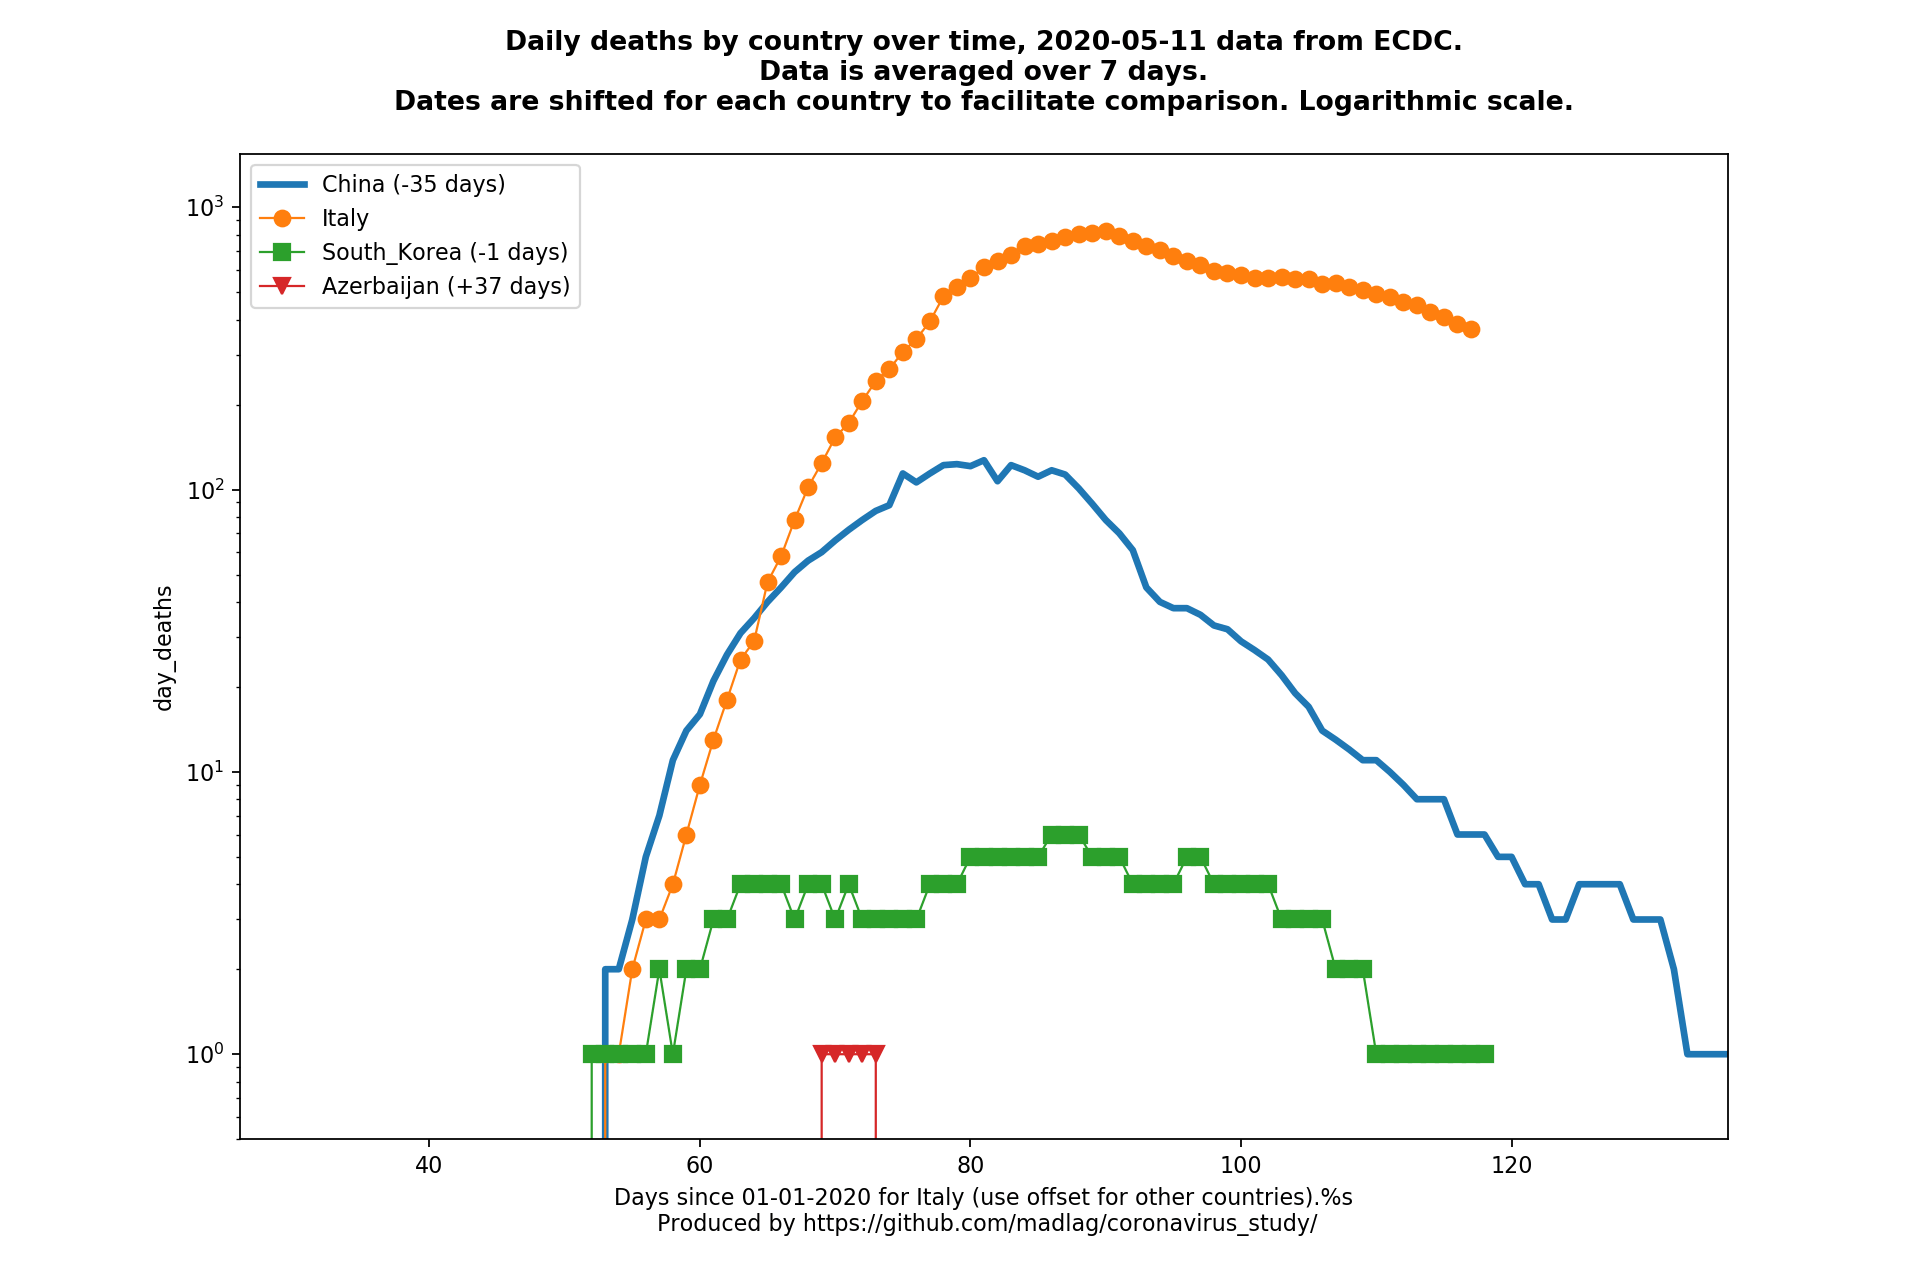 Daily deaths by country over time, 2020-05-11 data from ECDC.
Data is averaged over 7 days.
Dates are shifted for each country to facilitate comparison. Logarithmic scale.
China (-35 days)
Italy
South_Korea (-1 days)
Azerbaijan (+37 days)
10³
10²
10¹
10⁰
day_deaths
40 60 80 100 120
Days since 01-01-2020 for Italy (use offset for other countries).%s
Produced by https://github.com/madlag/coronavirus_study/